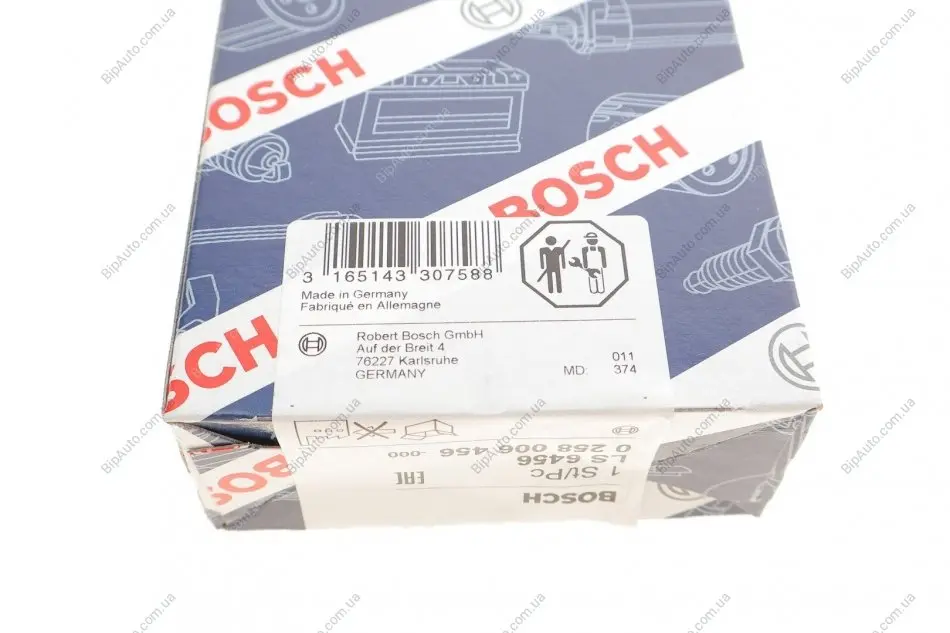 BOSCH
BOSCH
BOSCH
3 165143 307588
Made in Germany
Fabriqué en Allemagne
Robert Bosch GmbH
Auf der Breit 4
76227 Karlsruhe
GERMANY
011
MD: 374
0 258 006 456 -000
LS 6456
1 St/Pc
EAC
BOSCH
BOSCH
BipAuto.com.ua